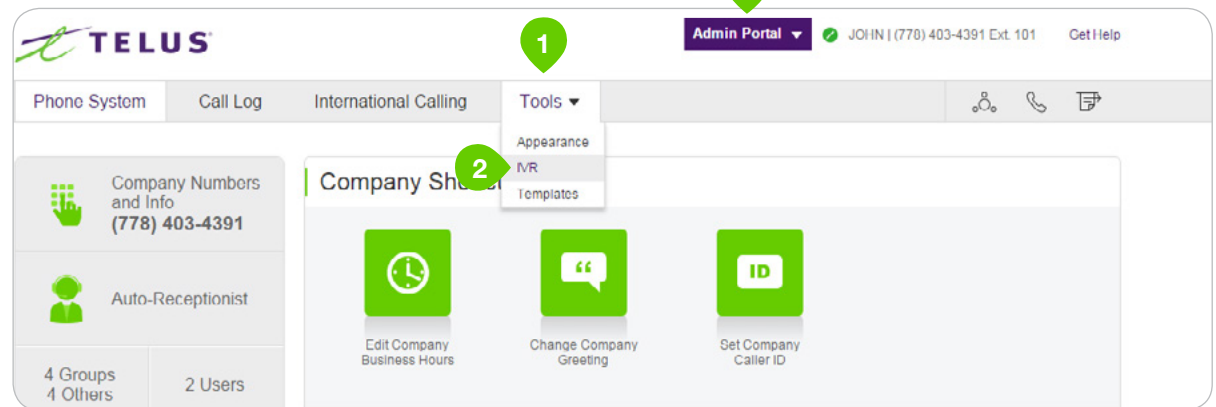 TELUS
1
Admin Portal
JOHN | (778) 403-4391 Ext. 101
Get Help
Phone System
Call Log
International Calling
Tools
Appearance
2
IVR
Templates
Company Numbers
and Info
(778) 403-4391
Company
Auto-Receptionist
Edit Company
Business Hours
Change Company
Greeting
ID
Set Company
Caller ID
4 Groups
4 Others
2 Users